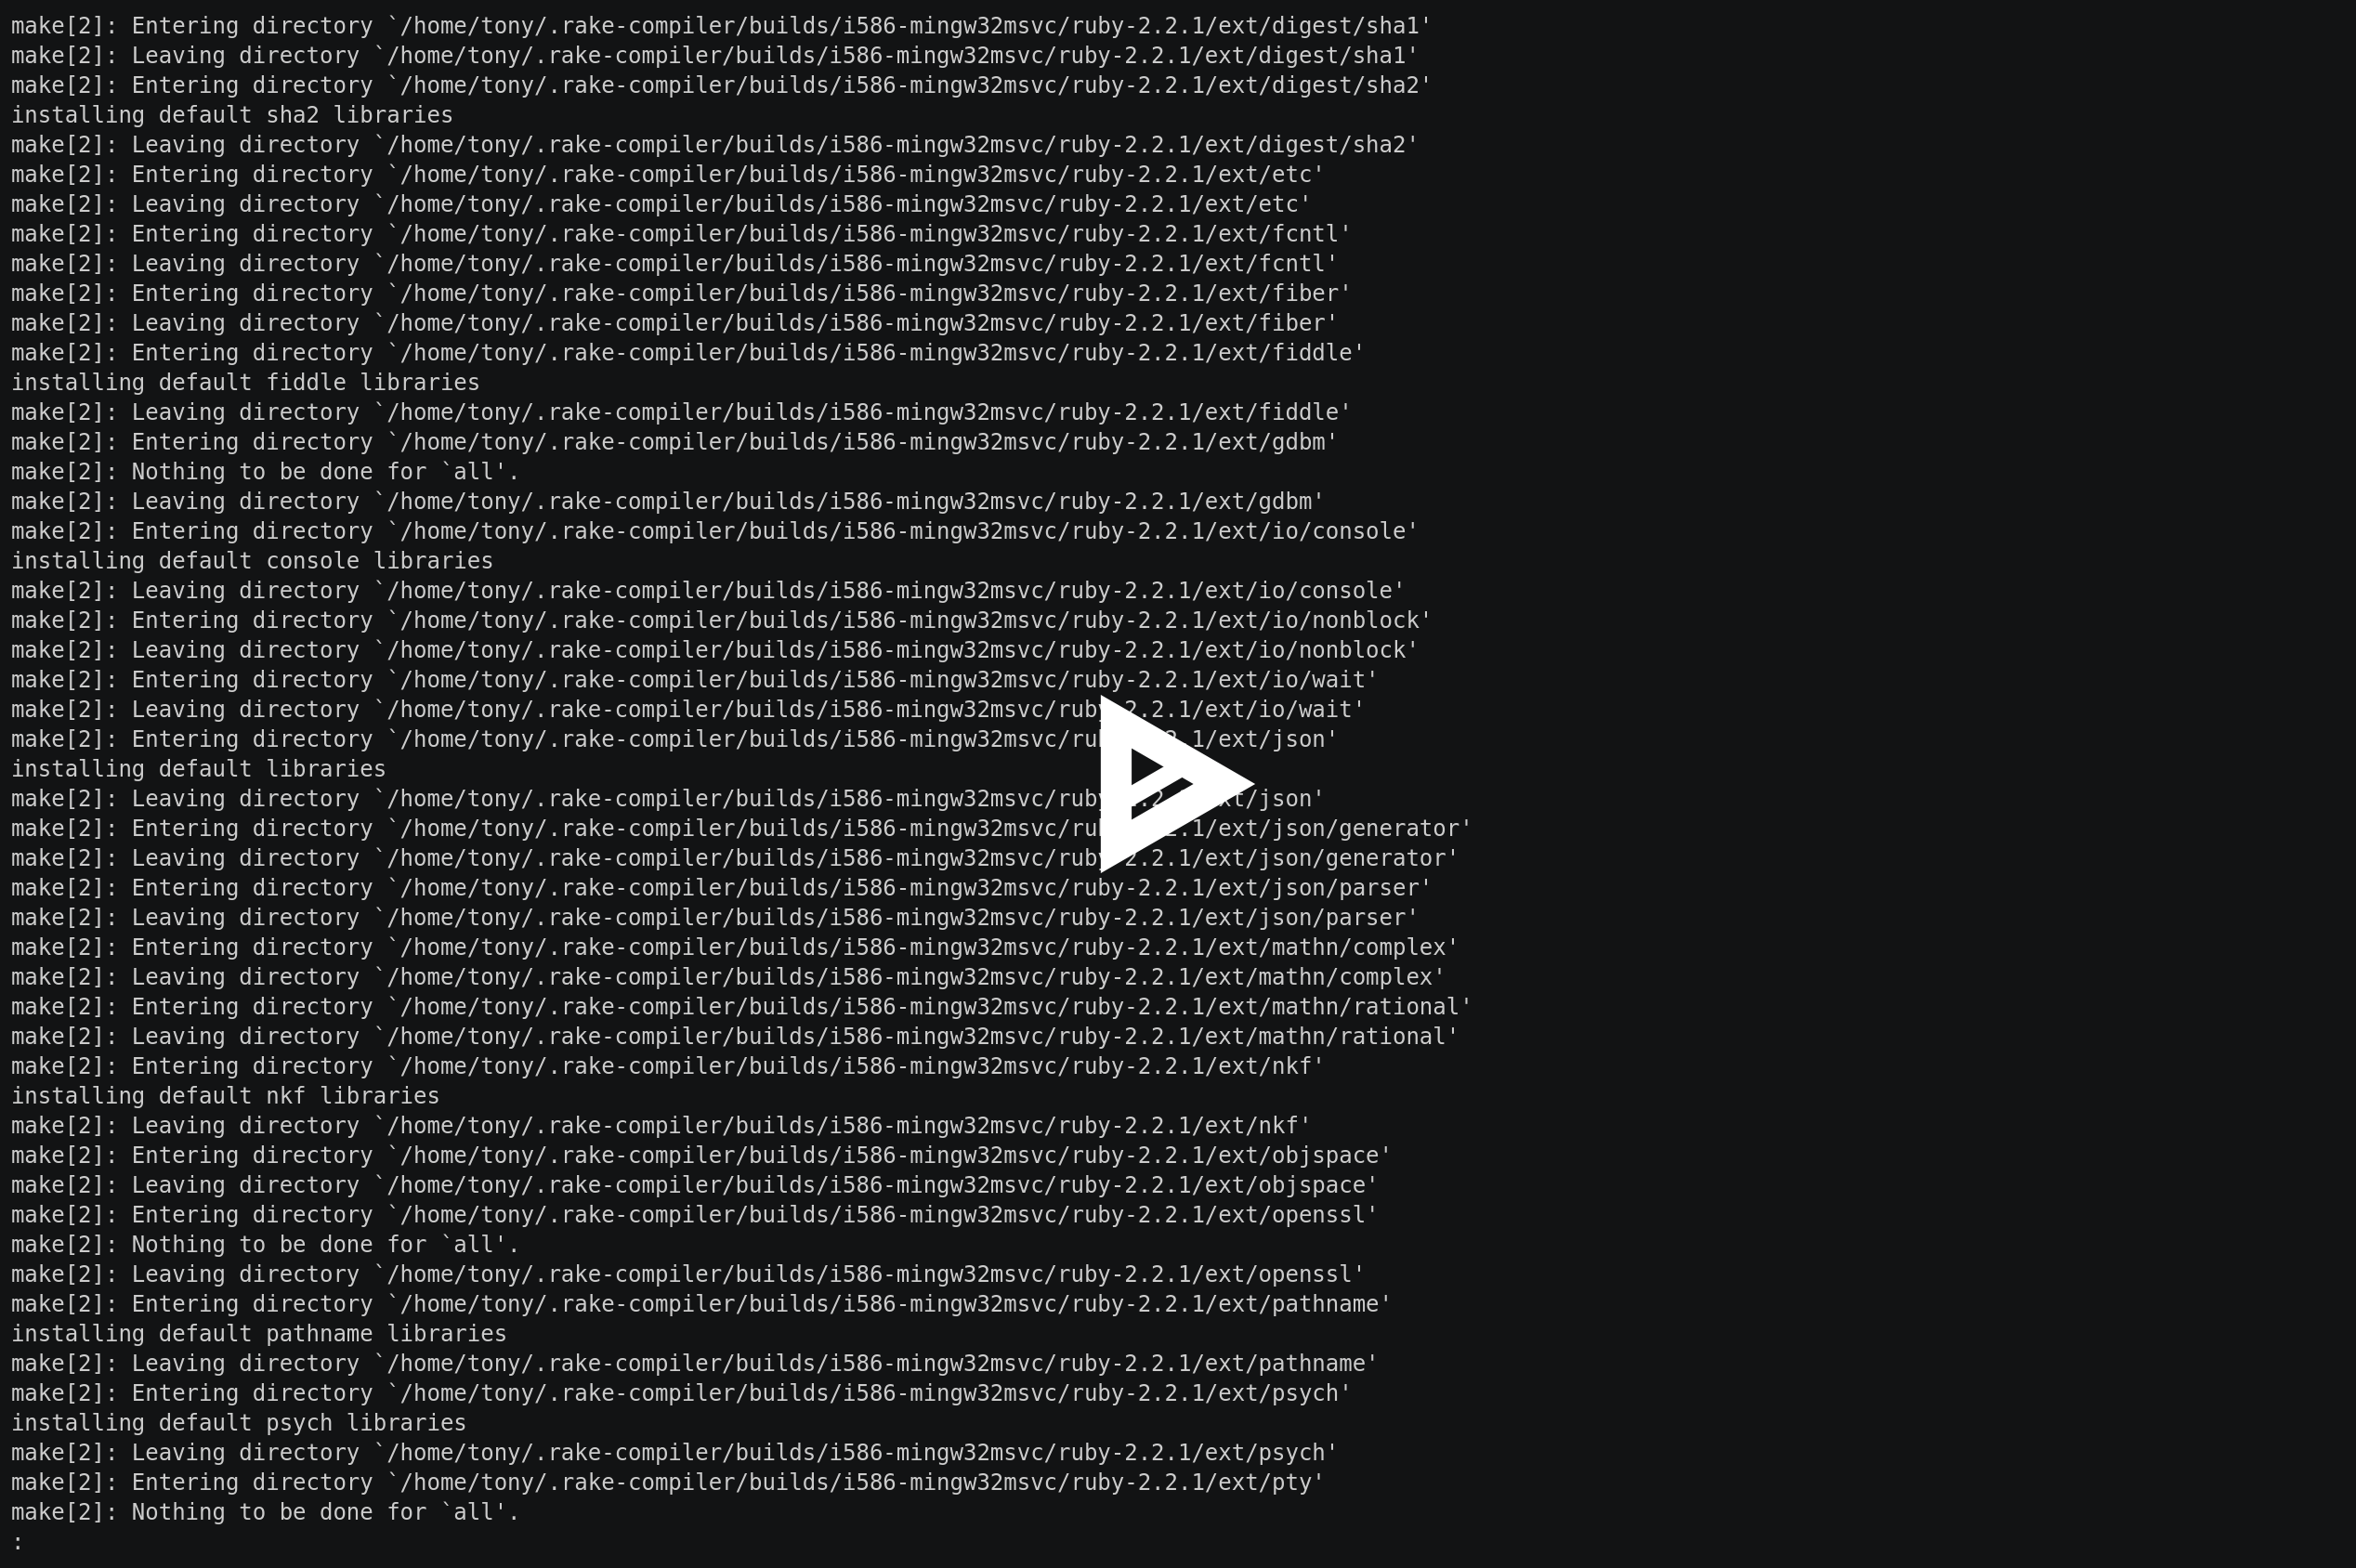 make[2]: Entering directory `/home/tony/.rake-compiler/builds/i586-mingw32msvc/ruby-2.2.1/ext/digest/sha1'
make[2]: Leaving directory `/home/tony/.rake-compiler/builds/i586-mingw32msvc/ruby-2.2.1/ext/digest/sha1'
make[2]: Entering directory `/home/tony/.rake-compiler/builds/i586-mingw32msvc/ruby-2.2.1/ext/digest/sha2'
installing default sha2 libraries
make[2]: Leaving directory `/home/tony/.rake-compiler/builds/i586-mingw32msvc/ruby-2.2.1/ext/digest/sha2'
make[2]: Entering directory `/home/tony/.rake-compiler/builds/i586-mingw32msvc/ruby-2.2.1/ext/etc'
make[2]: Leaving directory `/home/tony/.rake-compiler/builds/i586-mingw32msvc/ruby-2.2.1/ext/etc'
make[2]: Entering directory `/home/tony/.rake-compiler/builds/i586-mingw32msvc/ruby-2.2.1/ext/fcntl'
make[2]: Leaving directory `/home/tony/.rake-compiler/builds/i586-mingw32msvc/ruby-2.2.1/ext/fcntl'
make[2]: Entering directory `/home/tony/.rake-compiler/builds/i586-mingw32msvc/ruby-2.2.1/ext/fiber'
make[2]: Leaving directory `/home/tony/.rake-compiler/builds/i586-mingw32msvc/ruby-2.2.1/ext/fiber'
make[2]: Entering directory `/home/tony/.rake-compiler/builds/i586-mingw32msvc/ruby-2.2.1/ext/fiddle'
installing default fiddle libraries
make[2]: Leaving directory `/home/tony/.rake-compiler/builds/i586-mingw32msvc/ruby-2.2.1/ext/fiddle'
make[2]: Entering directory `/home/tony/.rake-compiler/builds/i586-mingw32msvc/ruby-2.2.1/ext/gdbm'
make[2]: Nothing to be done for `all'.
make[2]: Leaving directory `/home/tony/.rake-compiler/builds/i586-mingw32msvc/ruby-2.2.1/ext/gdbm'
make[2]: Entering directory `/home/tony/.rake-compiler/builds/i586-mingw32msvc/ruby-2.2.1/ext/io/console'
installing default console libraries
make[2]: Leaving directory `/home/tony/.rake-compiler/builds/i586-mingw32msvc/ruby-2.2.1/ext/io/console'
make[2]: Entering directory `/home/tony/.rake-compiler/builds/i586-mingw32msvc/ruby-2.2.1/ext/io/nonblock'
make[2]: Leaving directory `/home/tony/.rake-compiler/builds/i586-mingw32msvc/ruby-2.2.1/ext/io/nonblock'
make[2]: Entering directory `/home/tony/.rake-compiler/builds/i586-mingw32msvc/ruby-2.2.1/ext/io/wait'
make[2]: Leaving directory `/home/tony/.rake-compiler/builds/i586-mingw32msvc/ruby-2.2.1/ext/io/wait'
make[2]: Entering directory `/home/tony/.rake-compiler/builds/i586-mingw32msvc/ruby-2.2.1/ext/json'
installing default libraries
make[2]: Leaving directory `/home/tony/.rake-compiler/builds/i586-mingw32msvc/ruby-2.2.1/ext/json'
make[2]: Entering directory `/home/tony/.rake-compiler/builds/i586-mingw32msvc/ruby-2.2.1/ext/json/generator'
make[2]: Leaving directory `/home/tony/.rake-compiler/builds/i586-mingw32msvc/ruby-2.2.1/ext/json/generator'
make[2]: Entering directory `/home/tony/.rake-compiler/builds/i586-mingw32msvc/ruby-2.2.1/ext/json/parser'
make[2]: Leaving directory `/home/tony/.rake-compiler/builds/i586-mingw32msvc/ruby-2.2.1/ext/json/parser'
make[2]: Entering directory `/home/tony/.rake-compiler/builds/i586-mingw32msvc/ruby-2.2.1/ext/mathn/complex'
make[2]: Leaving directory `/home/tony/.rake-compiler/builds/i586-mingw32msvc/ruby-2.2.1/ext/mathn/complex'
make[2]: Entering directory `/home/tony/.rake-compiler/builds/i586-mingw32msvc/ruby-2.2.1/ext/mathn/rational'
make[2]: Leaving directory `/home/tony/.rake-compiler/builds/i586-mingw32msvc/ruby-2.2.1/ext/mathn/rational'
make[2]: Entering directory `/home/tony/.rake-compiler/builds/i586-mingw32msvc/ruby-2.2.1/ext/nkf'
installing default nkf libraries
make[2]: Leaving directory `/home/tony/.rake-compiler/builds/i586-mingw32msvc/ruby-2.2.1/ext/nkf'
make[2]: Entering directory `/home/tony/.rake-compiler/builds/i586-mingw32msvc/ruby-2.2.1/ext/objspace'
make[2]: Leaving directory `/home/tony/.rake-compiler/builds/i586-mingw32msvc/ruby-2.2.1/ext/objspace'
make[2]: Entering directory `/home/tony/.rake-compiler/builds/i586-mingw32msvc/ruby-2.2.1/ext/openssl'
make[2]: Nothing to be done for `all'.
make[2]: Leaving directory `/home/tony/.rake-compiler/builds/i586-mingw32msvc/ruby-2.2.1/ext/openssl'
make[2]: Entering directory `/home/tony/.rake-compiler/builds/i586-mingw32msvc/ruby-2.2.1/ext/pathname'
installing default pathname libraries
make[2]: Leaving directory `/home/tony/.rake-compiler/builds/i586-mingw32msvc/ruby-2.2.1/ext/pathname'
make[2]: Entering directory `/home/tony/.rake-compiler/builds/i586-mingw32msvc/ruby-2.2.1/ext/psych'
installing default psych libraries
make[2]: Leaving directory `/home/tony/.rake-compiler/builds/i586-mingw32msvc/ruby-2.2.1/ext/psych'
make[2]: Entering directory `/home/tony/.rake-compiler/builds/i586-mingw32msvc/ruby-2.2.1/ext/pty'
make[2]: Nothing to be done for `all'.
: